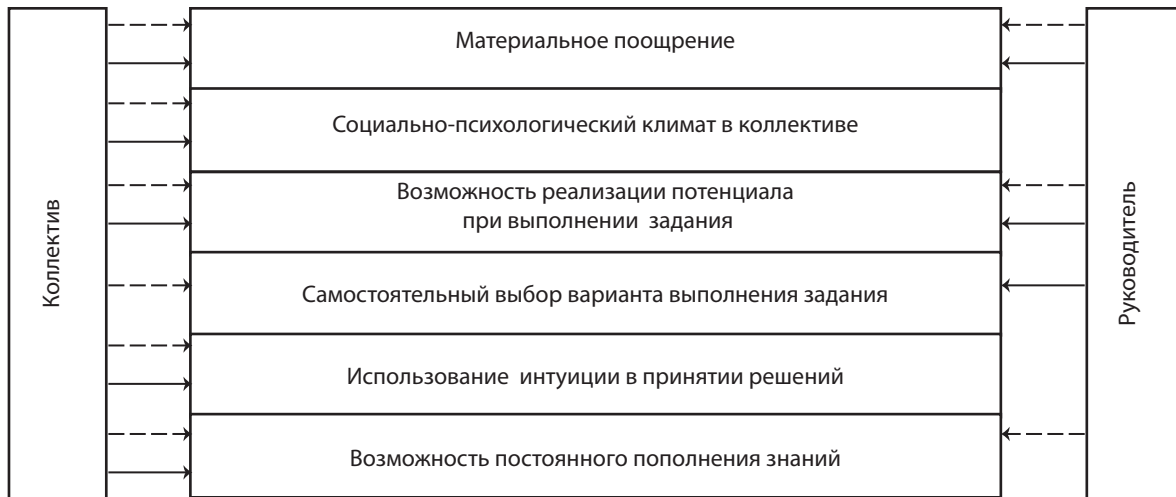 Коллектив
Материальное поощрение
Социально-психологический климат в коллективе
Возможность реализации потенциала
при выполнении задания
Самостоятельный выбор варианта выполнения задания
Использование интуиции в принятии решений
Возможность постоянного пополнения знаний
Руководитель